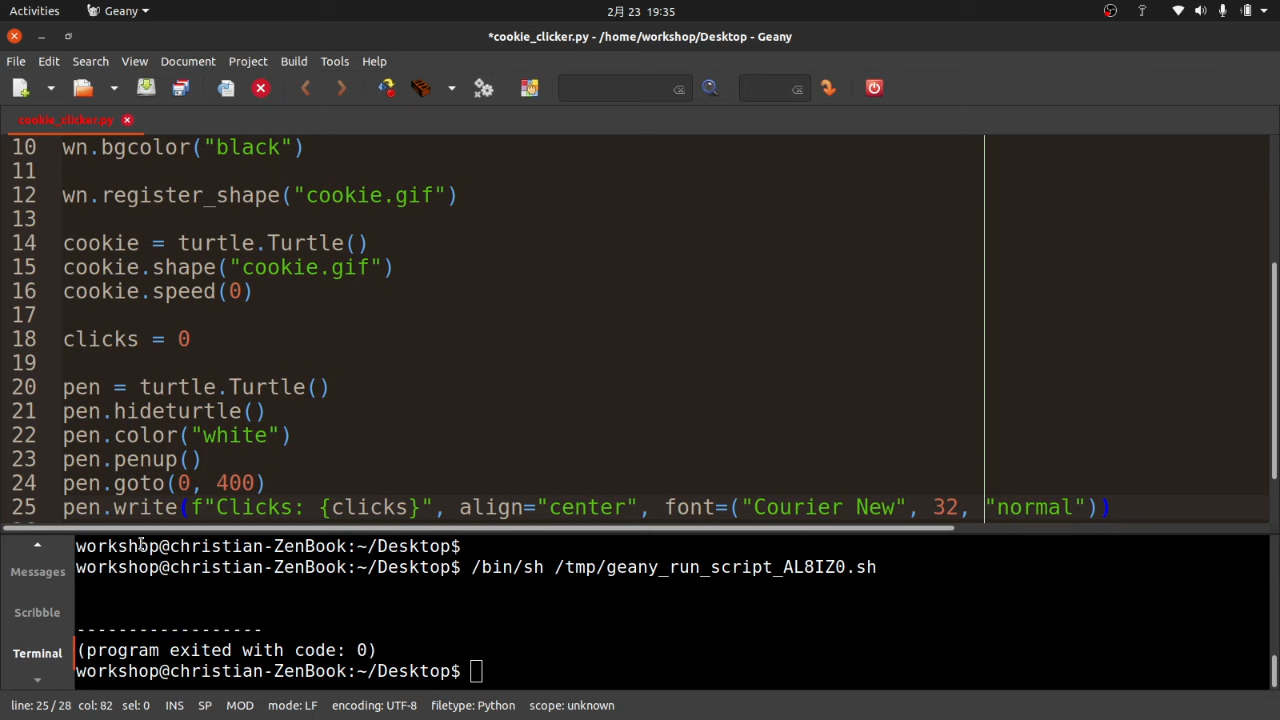 Activities Geany 2月 23 19:35
*cookie_clicker.py - /home/workshop/Desktop - Geany
File Edit Search View Document Project Build Tools Help
cookie_clicker.py
10 wn.bgcolor("black")
11
12 wn.register_shape("cookie.gif")
13
14 cookie = turtle.Turtle()
15 cookie.shape("cookie.gif")
16 cookie.speed(0)
17
18 clicks = 0
19
20 pen = turtle.Turtle()
21 pen.hideturtle()
22 pen.color("white")
23 pen.penup()
24 pen.goto(0, 400)
25 pen.write(f"Clicks: {clicks}", align="center", font=("Courier New", 32, "normal"))
workshop@christian-ZenBook:~/Desktop$
Messages
workshop@christian-ZenBook:~/Desktop$ /bin/sh /tmp/geany_run_script_AL8IZ0.sh
Scribble
------------------
Terminal
(program exited with code: 0)
workshop@christian-ZenBook:~/Desktop$
line: 25 / 28 col: 82 sel: 0 INS SP MOD mode: LF encoding: UTF-8 filetype: Python scope: unknown